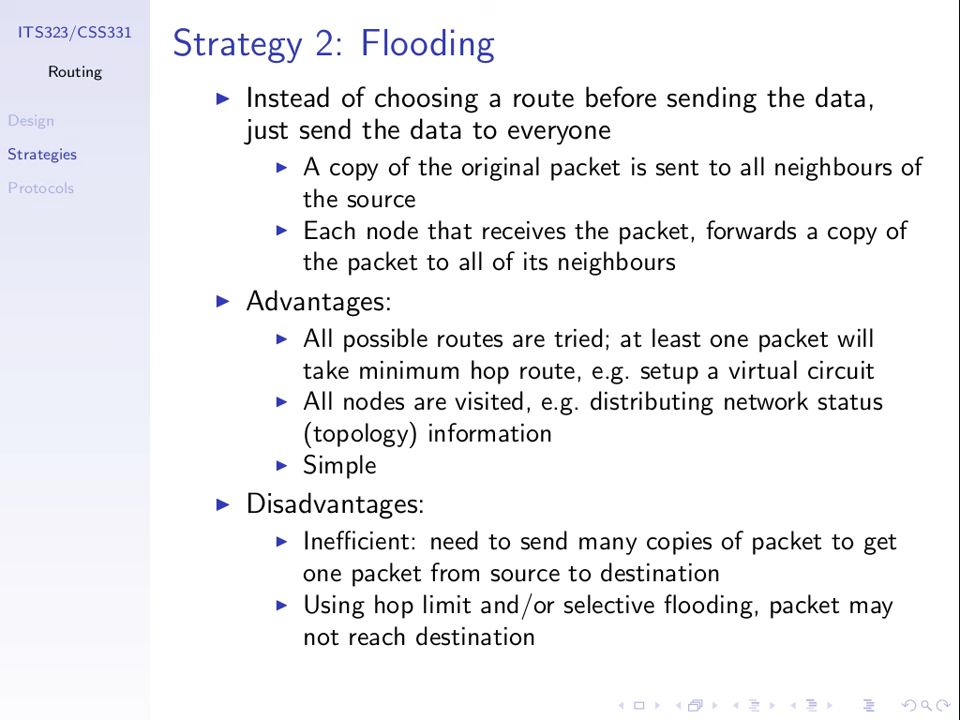 ITS323/CSS331
Routing
Design
Strategies
Protocols
Strategy 2: Flooding
Instead of choosing a route before sending the data,
just send the data to everyone
A copy of the original packet is sent to all neighbours of
the source
Each node that receives the packet, forwards a copy of
the packet to all of its neighbours
Advantages:
All possible routes are tried; at least one packet will
take minimum hop route, e.g. setup a virtual circuit
All nodes are visited, e.g. distributing network status
(topology) information
Simple
Disadvantages:
Inefficient: need to send many copies of packet to get
one packet from source to destination
Using hop limit and/or selective flooding, packet may
not reach destination